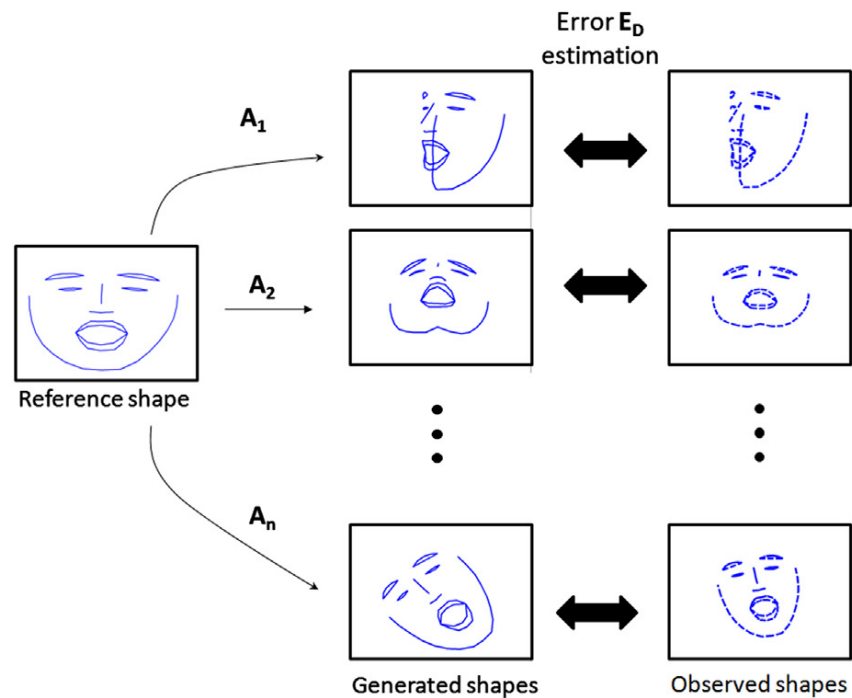 Error E_D
estimation
A_1
A_2
Reference shape
A_n
Generated shapes
Observed shapes